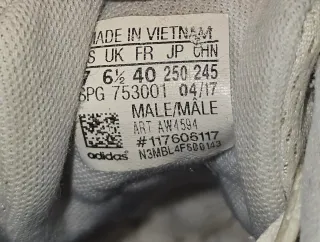 MADE IN VIETNAM
S UK FR JP CHN
7 6½ 40 250 245
SPG 753001 04/17
MALE/MÂLE
ART AW4594
#117606117
adidas N3MBL4F500143